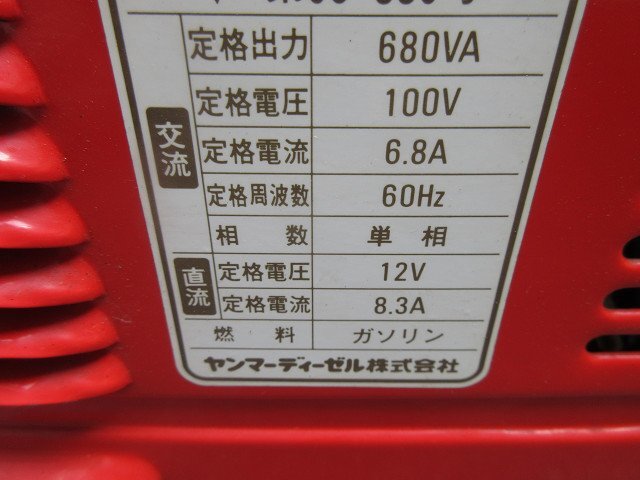 定格出力 680VA
交流 定格電圧 100V
定格電流 6.8A
定格周波数 60Hz
相数 単相
直流 定格電圧 12V
定格電流 8.3A
燃料 ガソリン
ヤンマーディーゼル株式会社